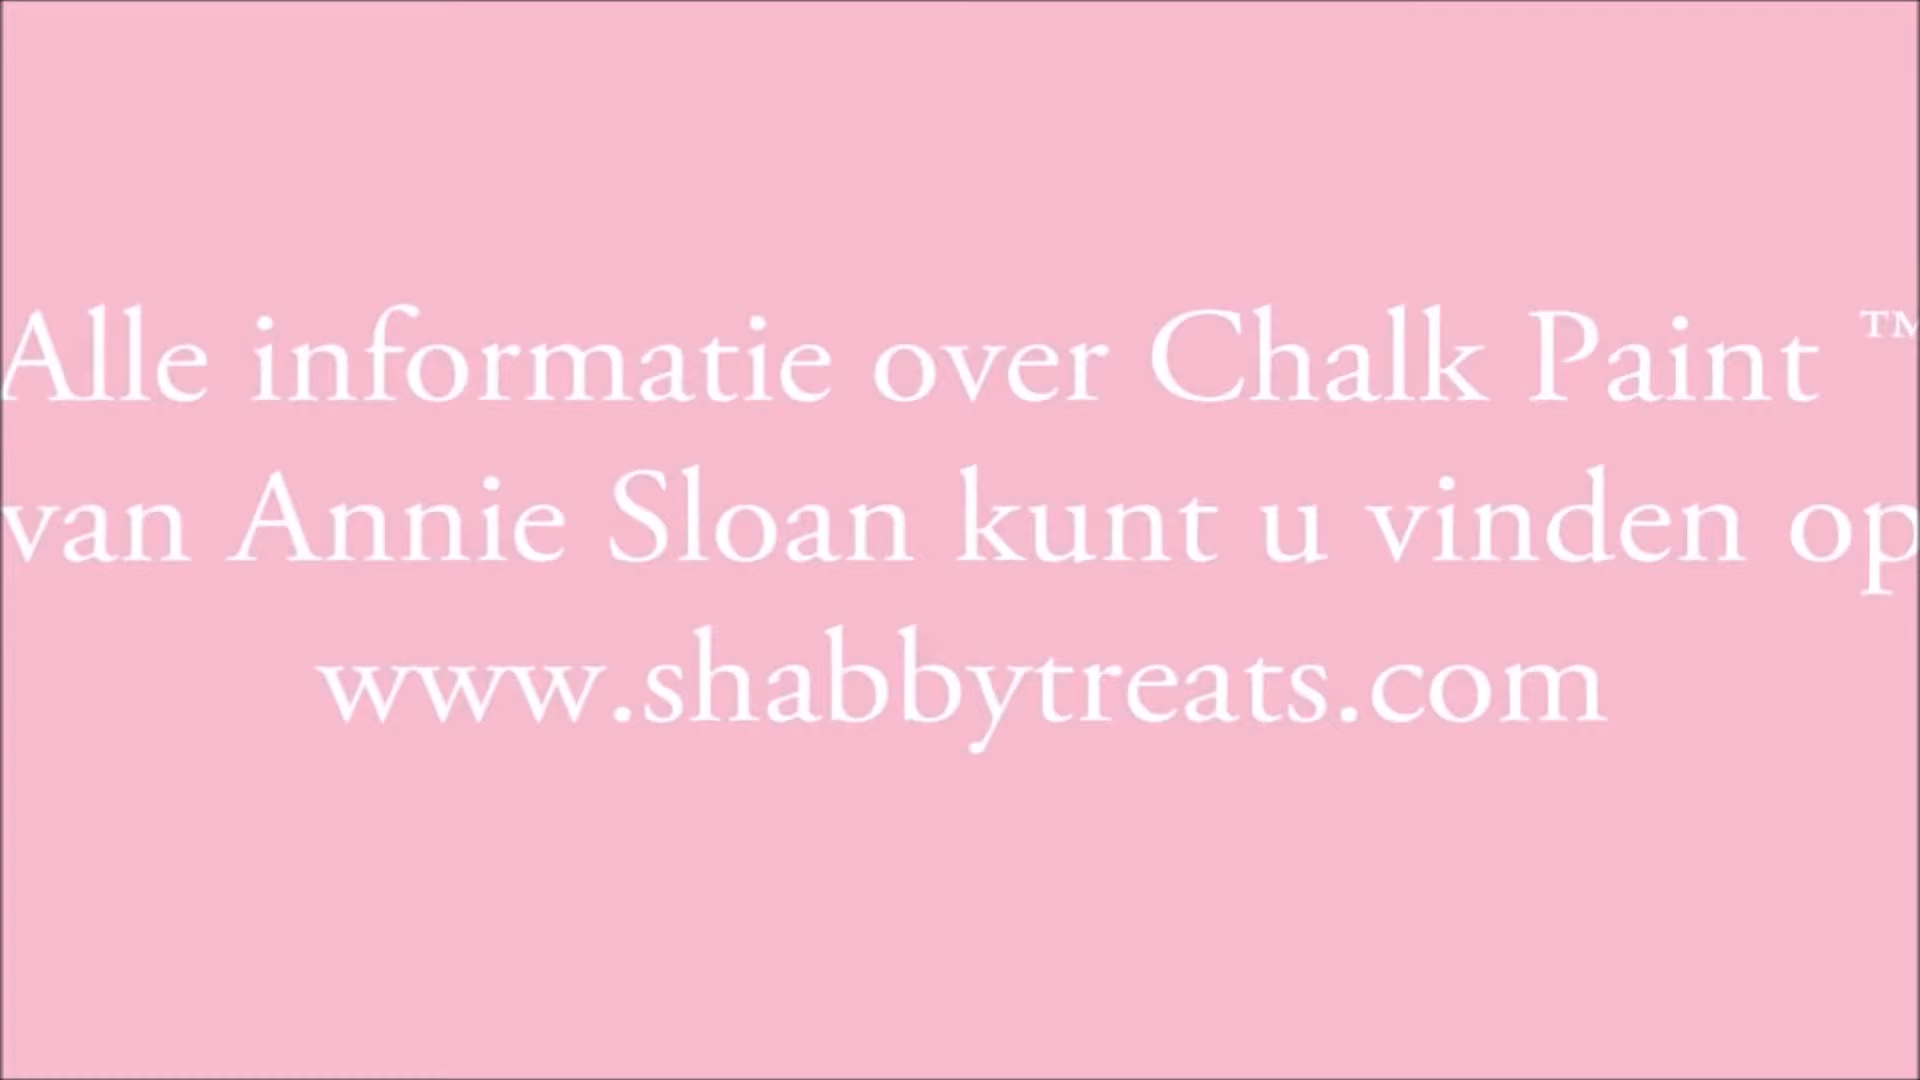 Alle informatie over Chalk Paint ™
van Annie Sloan kunt u vinden op
www.shabbytreats.com